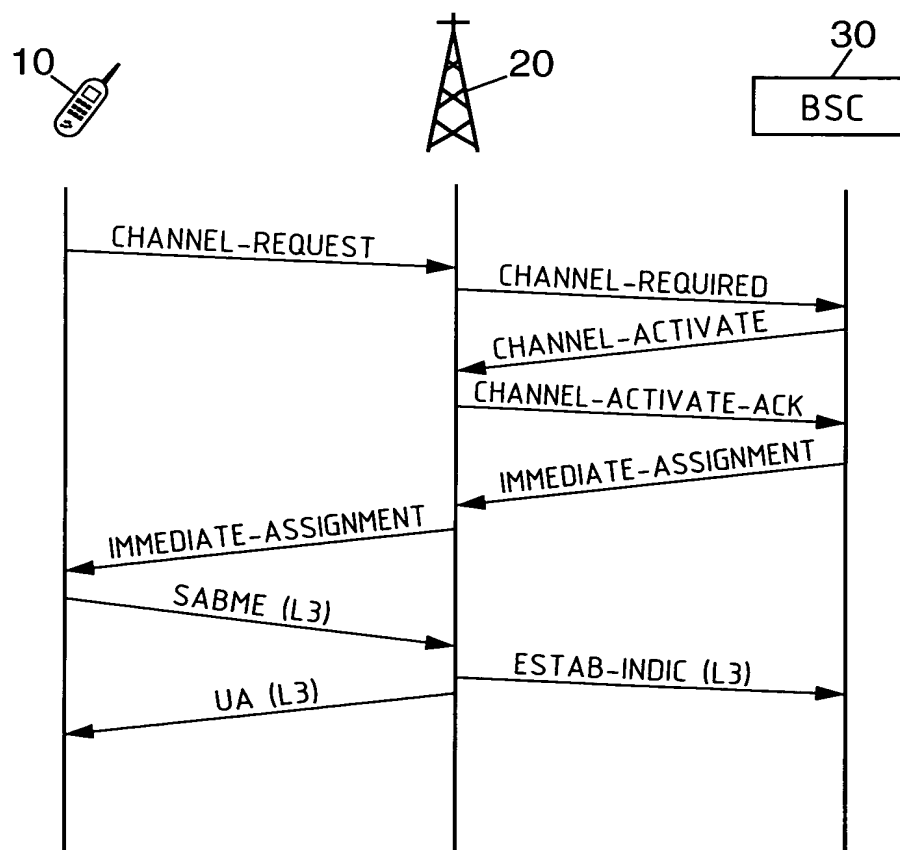 10
20
30
BSC
CHANNEL-REQUEST
CHANNEL-REQUIRED
CHANNEL-ACTIVATE
CHANNEL-ACTIVATE-ACK
IMMEDIATE-ASSIGNMENT
IMMEDIATE-ASSIGNMENT
SABME (L3)
ESTAB-INDIC (L3)
UA (L3)